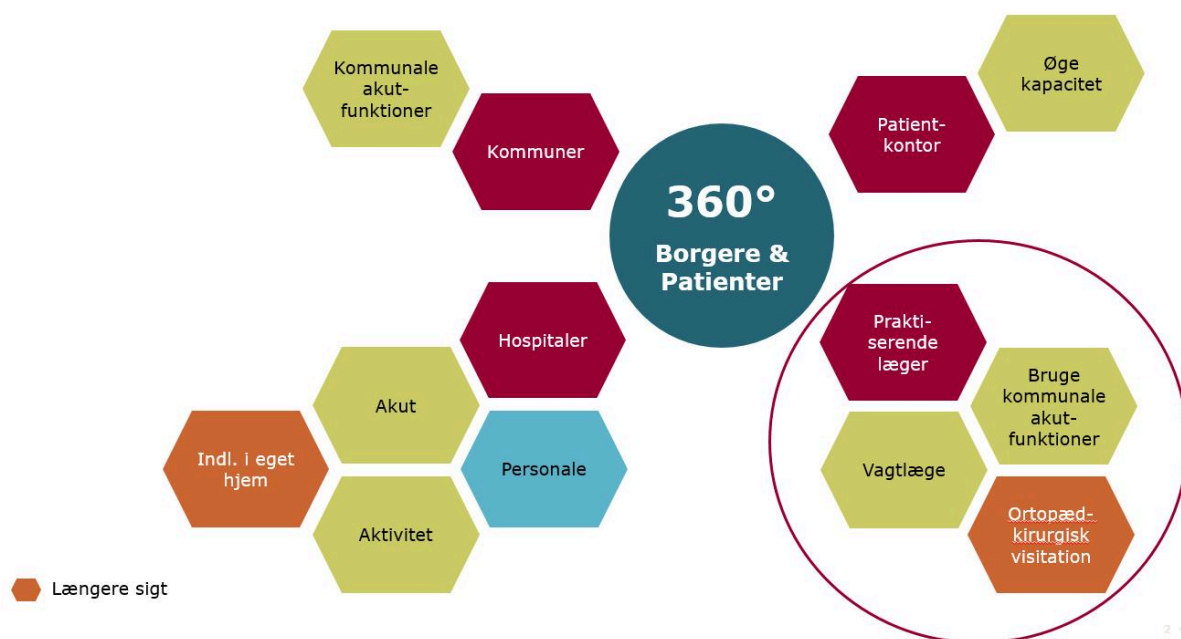 Kommunale
akut-
funktioner
Kommuner
360°
Borgere &
Patienter
Patient-
kontor
Øge
kapacitet
Hospitaler
Akut
Indl. i eget
hjem
Personale
Aktivitet
Prakti-
serende
læger
Bruge
kommunale
akut-
funktioner
Vagtlæge
Ortopæd-
kirurgisk
visitation
Længere sigt
2